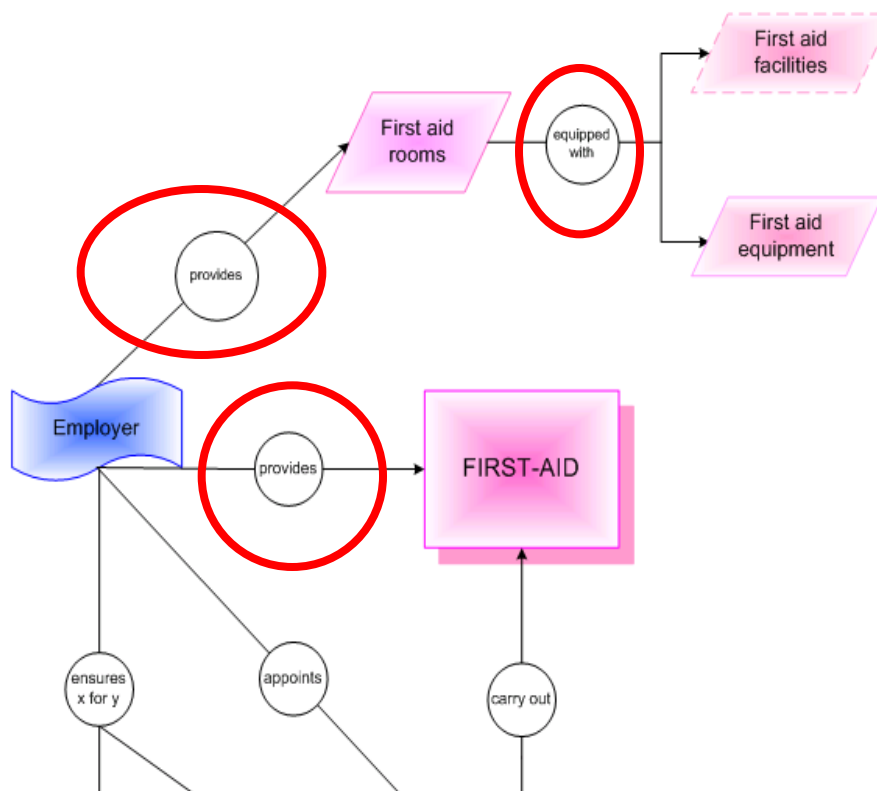 First aid
facilities
First aid
rooms
equipped
with
First aid
equipment
provides
Employer
provides
FIRST-AID
ensures
x for y
appoints
carry out